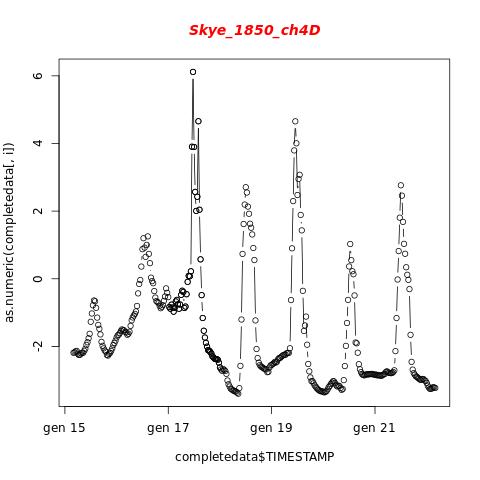 Skye_1850_ch4D
as.numeric(completedata[, i])
6
4
2
0
-2
gen 15
gen 17
gen 19
gen 21
completedata$TIMESTAMP